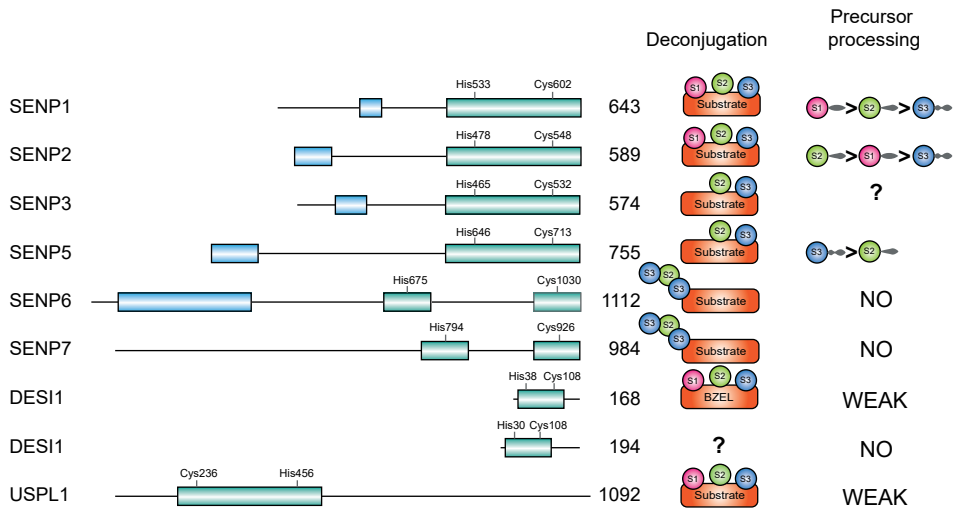 Precursor
Deconjugation processing
SENP1 His533 Cys602 643 S1 S2 S3 Substrate S1 > S2 > S3
SENP2 His478 Cys548 589 S1 S2 S3 Substrate S2 > S1 > S3
SENP3 His465 Cys532 574 S2 S3 Substrate ?
SENP5 His646 Cys713 755 S2 S3 Substrate S3 > S2
SENP6 His675 Cys1030 1112 S3 S2 S3 Substrate NO
SENP7 His794 Cys926 984 S3 S2 S3 Substrate NO
DESI1 His38 Cys108 168 S1 S2 S3 BZEL WEAK
DESI1 His30 Cys108 194 ? NO
USPL1 Cys236 His456 1092 S1 S2 S3 Substrate WEAK